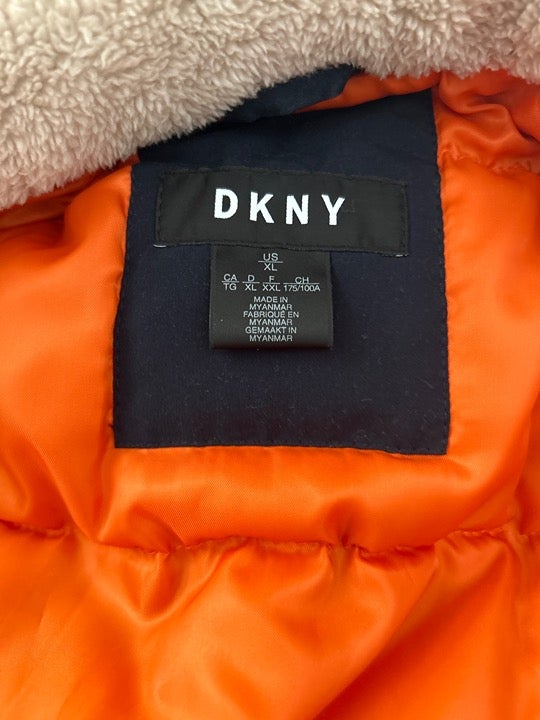 DKNY
US
XL
CA D F CH
TG XL XXL 175/100A
MADE IN
MYANMAR
FABRIQUÉ EN
MYANMAR
GEMAAKT IN
MYANMAR